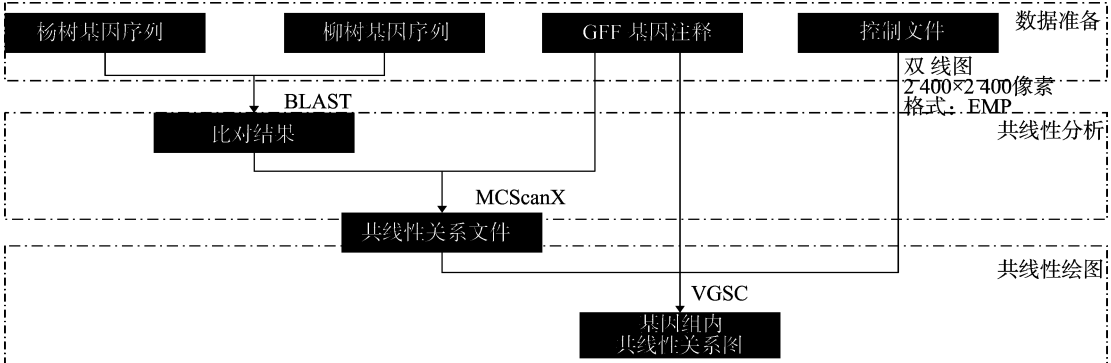 数据准备
杨树基因序列
柳树基因序列
GFF 基因注释
控制文件
双 线图
2 400×2 400像素
格式：EMP
BLAST
共线性分析
比对结果
MCScanX
共线性关系文件
共线性绘图
VGSC
基因组内
共线性关系图